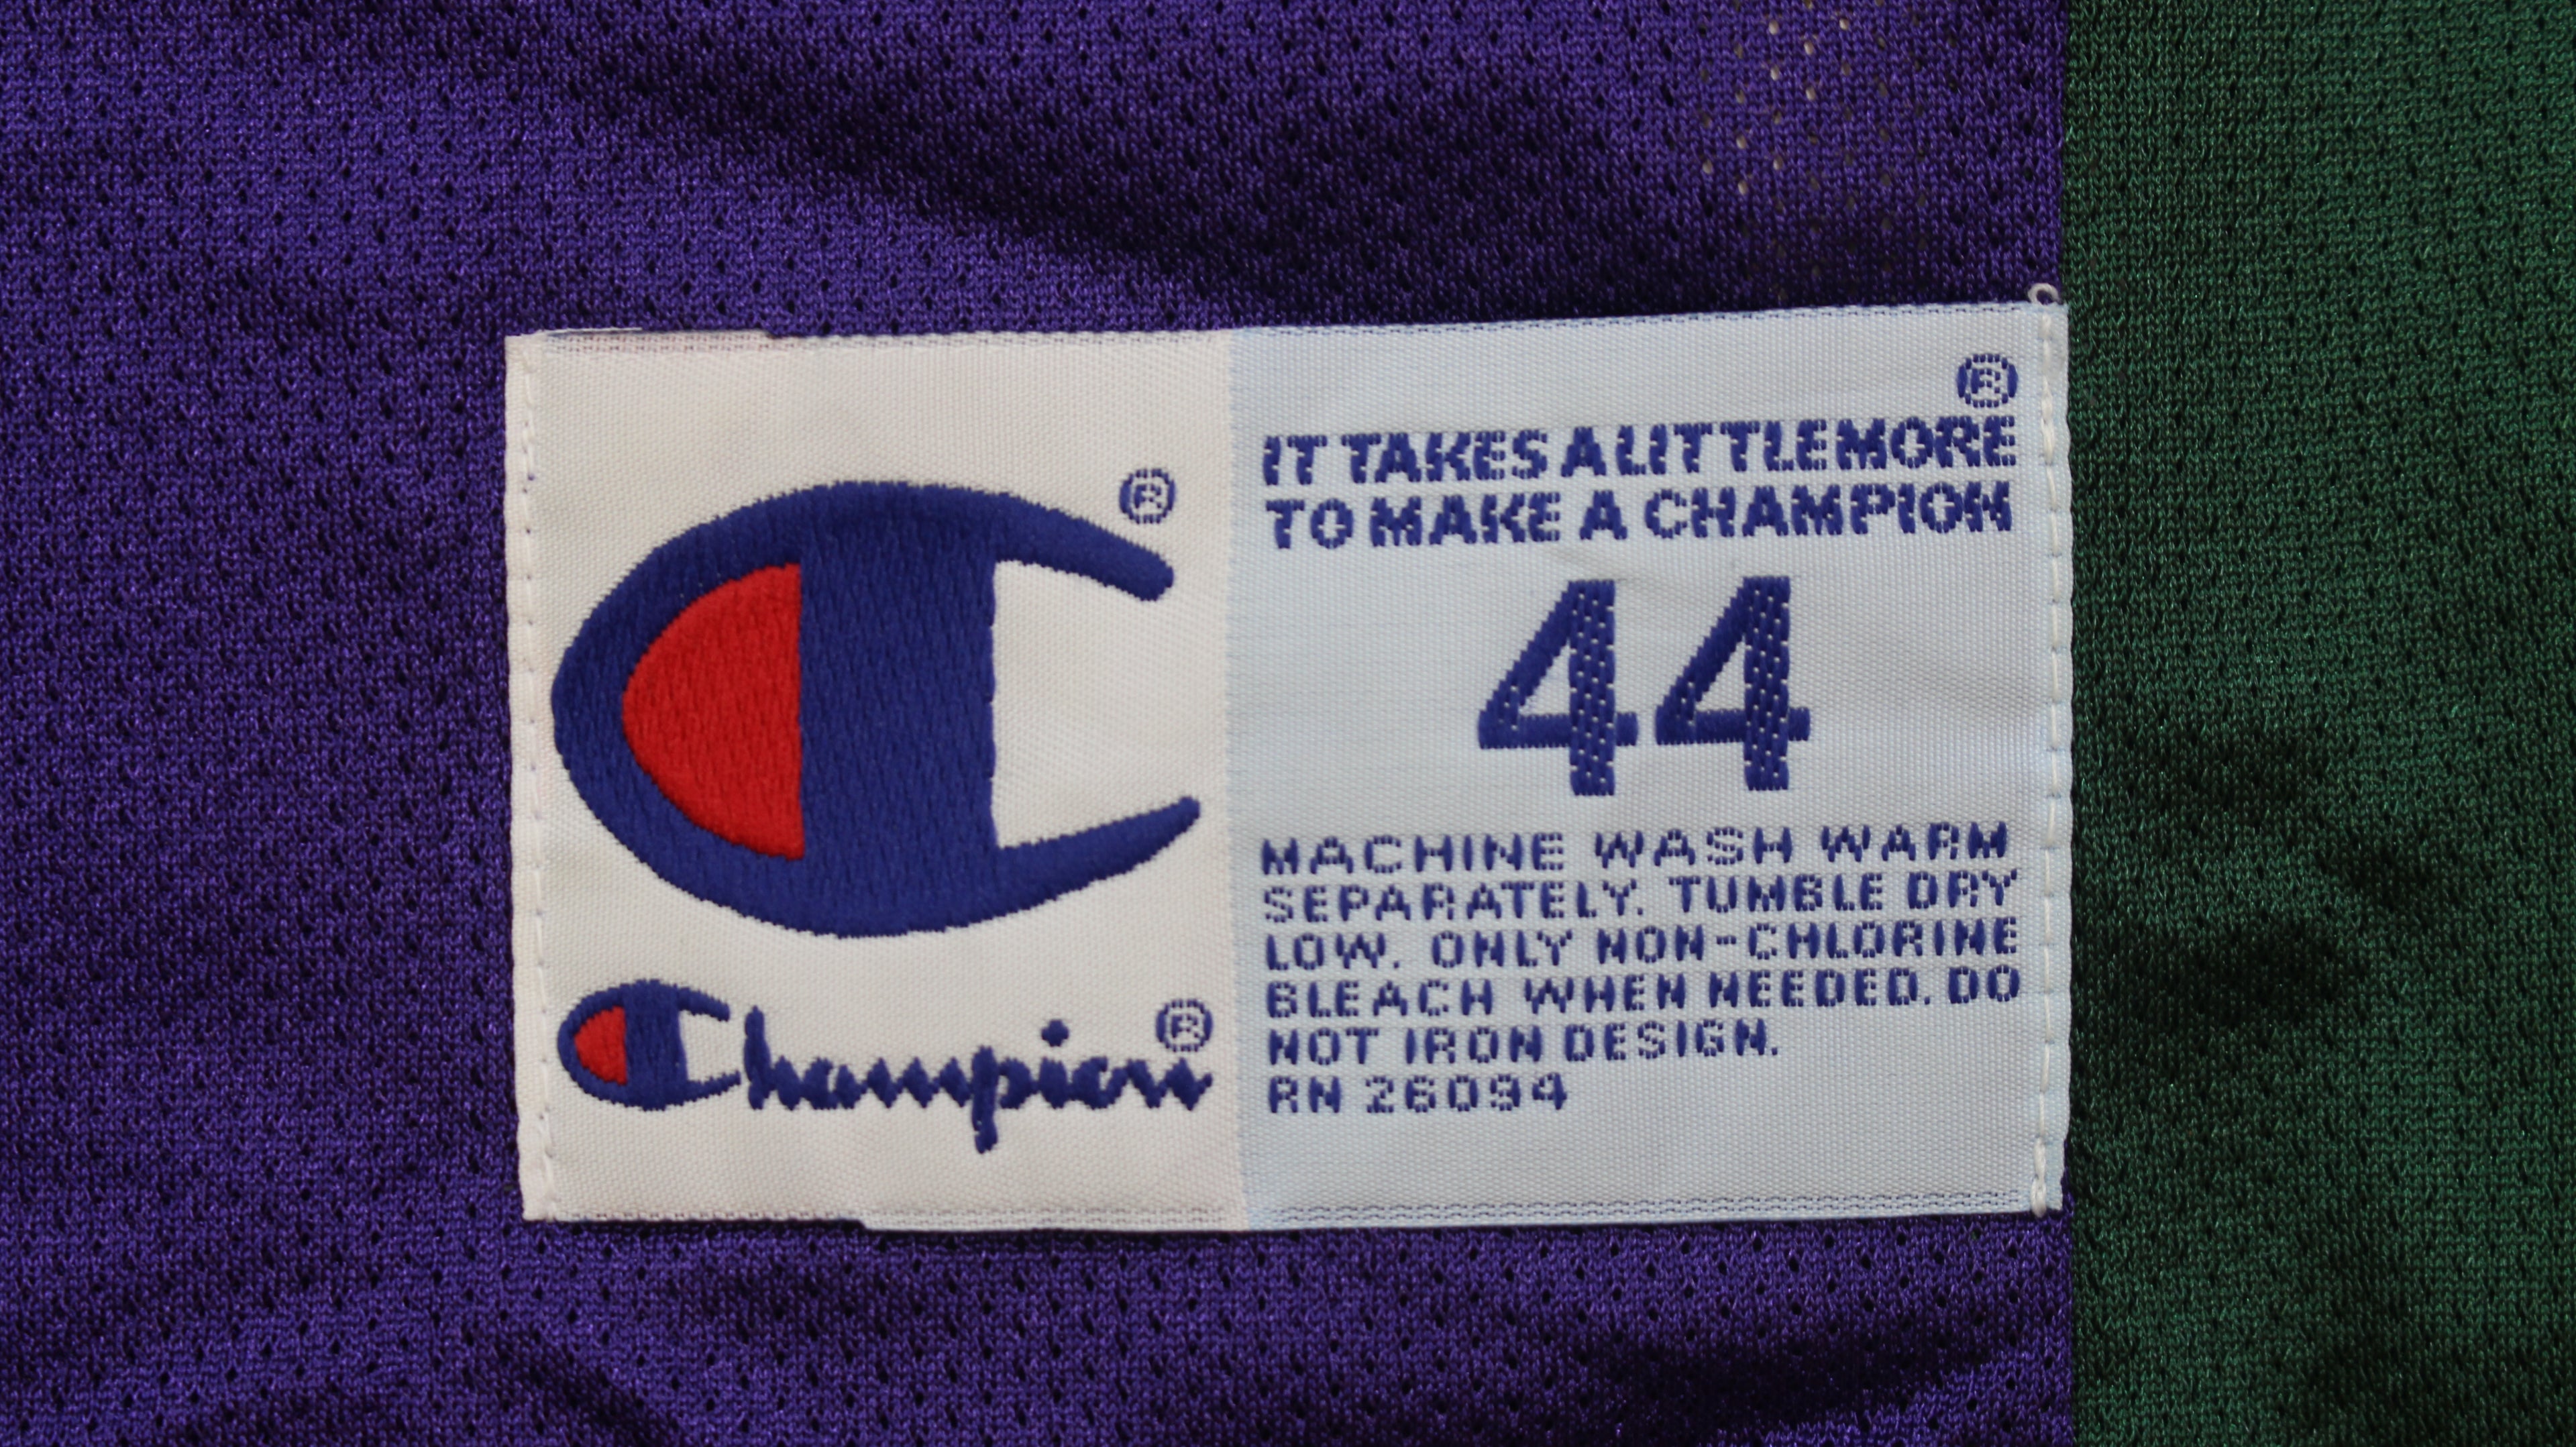 ®
Champion®
®
IT TAKES A LITTLE MORE
TO MAKE A CHAMPION
44
MACHINE WASH WARM
SEPARATELY. TUMBLE DRY
LOW. ONLY NON-CHLORINE
BLEACH WHEN NEEDED. DO
NOT IRON DESIGN.
RN 26094